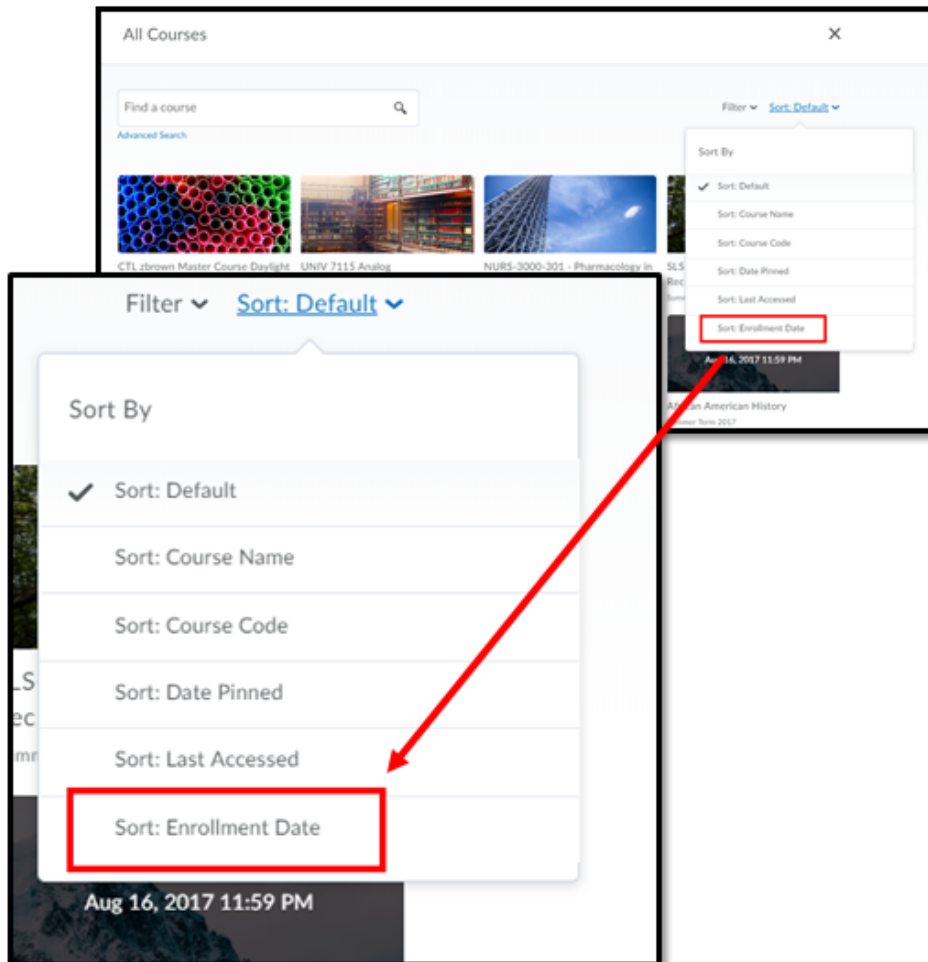 All Courses
Find a course
Filter Sort: Default
Advanced Search
Sort By
Sort: Default
Sort: Course Name
Sort: Course Code
Sort: Date Pinned
Sort: Last Accessed
Sort: Enrollment Date
CTL zbrown Master Course Daylight
UNIV 7115 Analog
NURS-3000-301 - Pharmacology in
SLS
Rec
Aug 16, 2017 11:59 PM
American History
Term 2017
Filter Sort: Default
Sort By
Sort: Default
Sort: Course Name
Sort: Course Code
Sort: Date Pinned
Sort: Last Accessed
Sort: Enrollment Date
Aug 16, 2017 11:59 PM